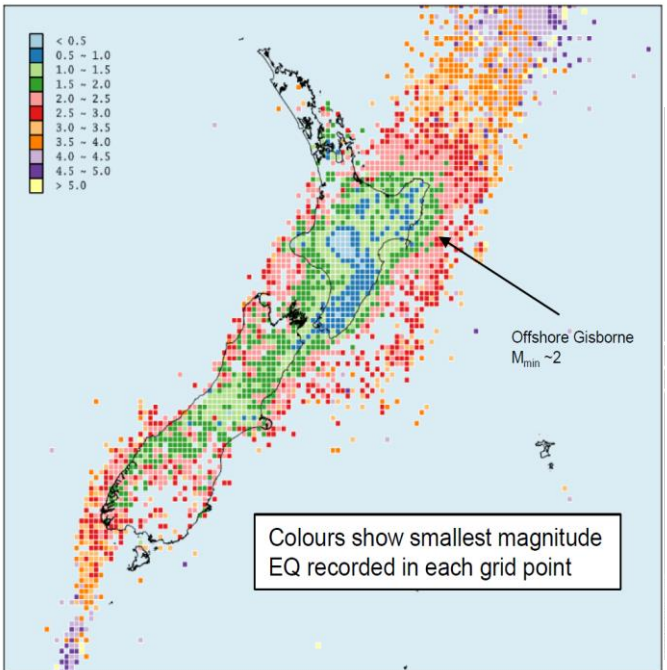 < 0.5
0.5 ~ 1.0
1.0 ~ 1.5
1.5 ~ 2.0
2.0 ~ 2.5
2.5 ~ 3.0
3.0 ~ 3.5
3.5 ~ 4.0
4.0 ~ 4.5
4.5 ~ 5.0
> 5.0
Offshore Gisborne
Mmin ~2
Colours show smallest magnitude
EQ recorded in each grid point